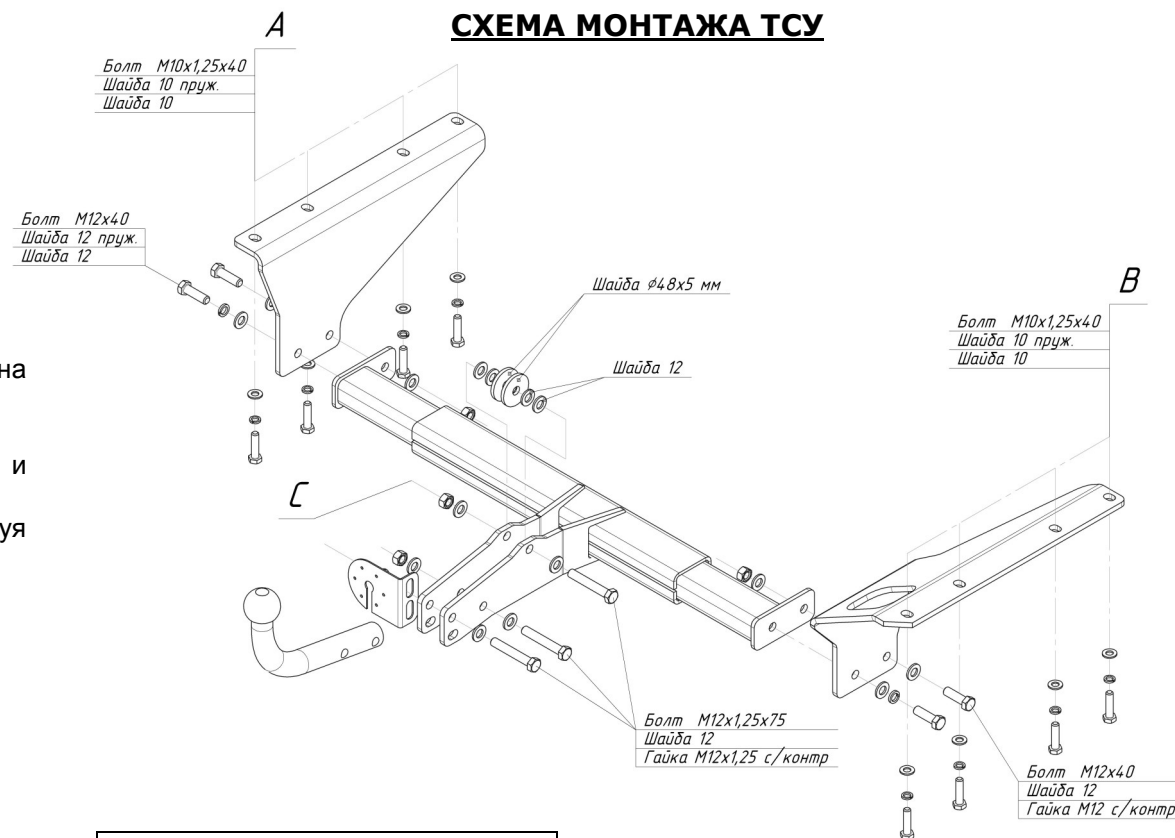 СХЕМА МОНТАЖА ТСУ
A
Болт М10х1,25х40
Шайба 10 пруж.
Шайба 10
Болт М12х40
Шайба 12 пруж.
Шайба 12
Шайба ⌀48х5 мм
Шайба 12
B
Болт М10х1,25х40
Шайба 10 пруж.
Шайба 10
на
и
уя
C
Болт М12х1,25х75
Шайба 12
Гайка М12х1,25 с/контр
Болт М12х40
Шайба 12
Гайка М12 с/контр